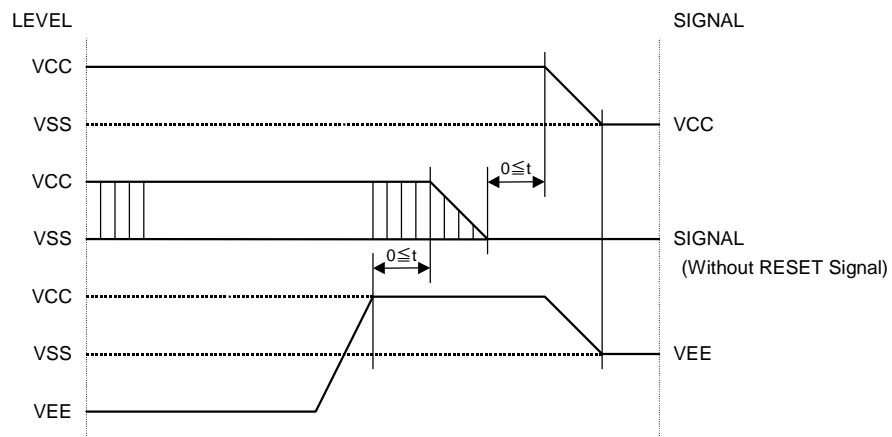 LEVEL SIGNAL
VCC
VSS VCC
0≦t
VCC
VSS SIGNAL
(Without RESET Signal)
0≦t
VCC
VSS VEE
VEE